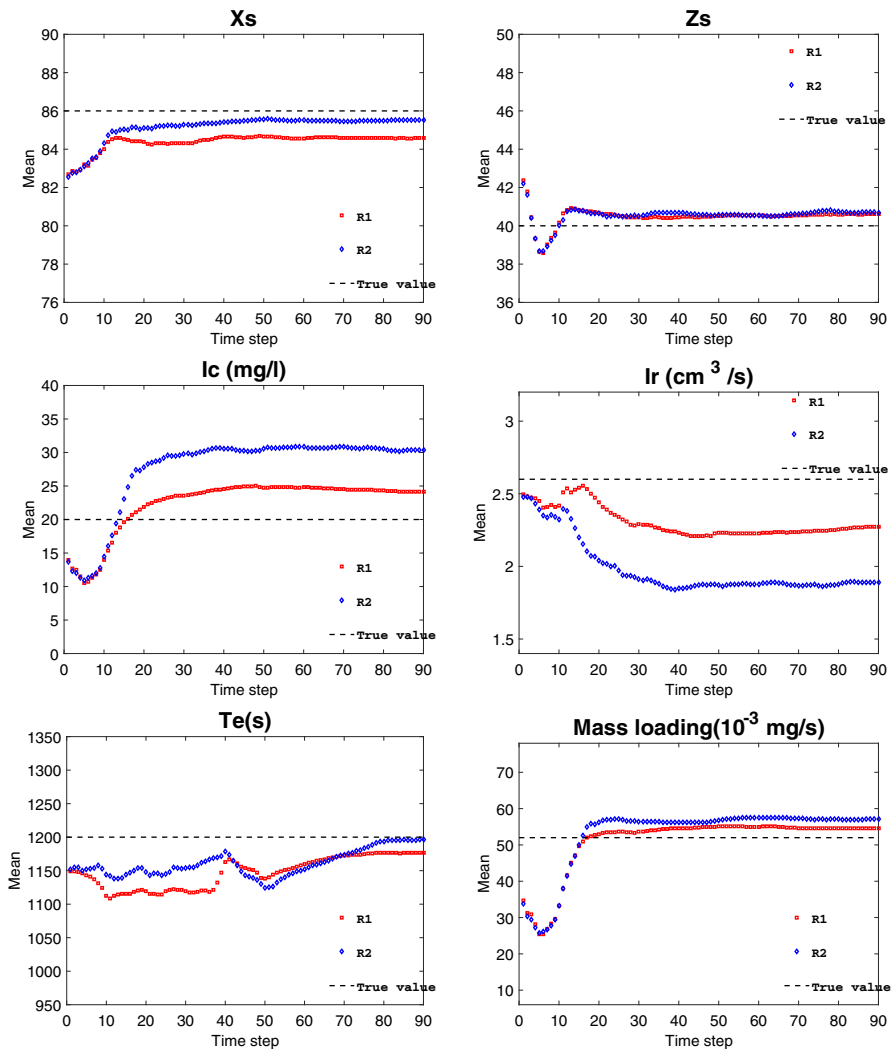 Xs
90
88
86
84
82
80
78
76
Mean
0 10 20 30 40 50 60 70 80 90
Time step
R1
R2
True value
Zs
50
48
46
44
42
40
38
36
Mean
0 10 20 30 40 50 60 70 80 90
Time step
R1
R2
True value
Ic (mg/l)
40
35
30
25
20
15
10
5
0
Mean
0 10 20 30 40 50 60 70 80 90
Time step
R1
R2
True value
Ir (cm 3 /s)
3
2.5
2
1.5
Mean
0 10 20 30 40 50 60 70 80 90
Time step
R1
R2
True value
Te(s)
1350
1300
1250
1200
1150
1100
1050
1000
950
Mean
0 10 20 30 40 50 60 70 80 90
Time step
R1
R2
True value
Mass loading(10-3 mg/s)
70
60
50
40
30
20
10
Mean
0 10 20 30 40 50 60 70 80 90
Time step
R1
R2
True value